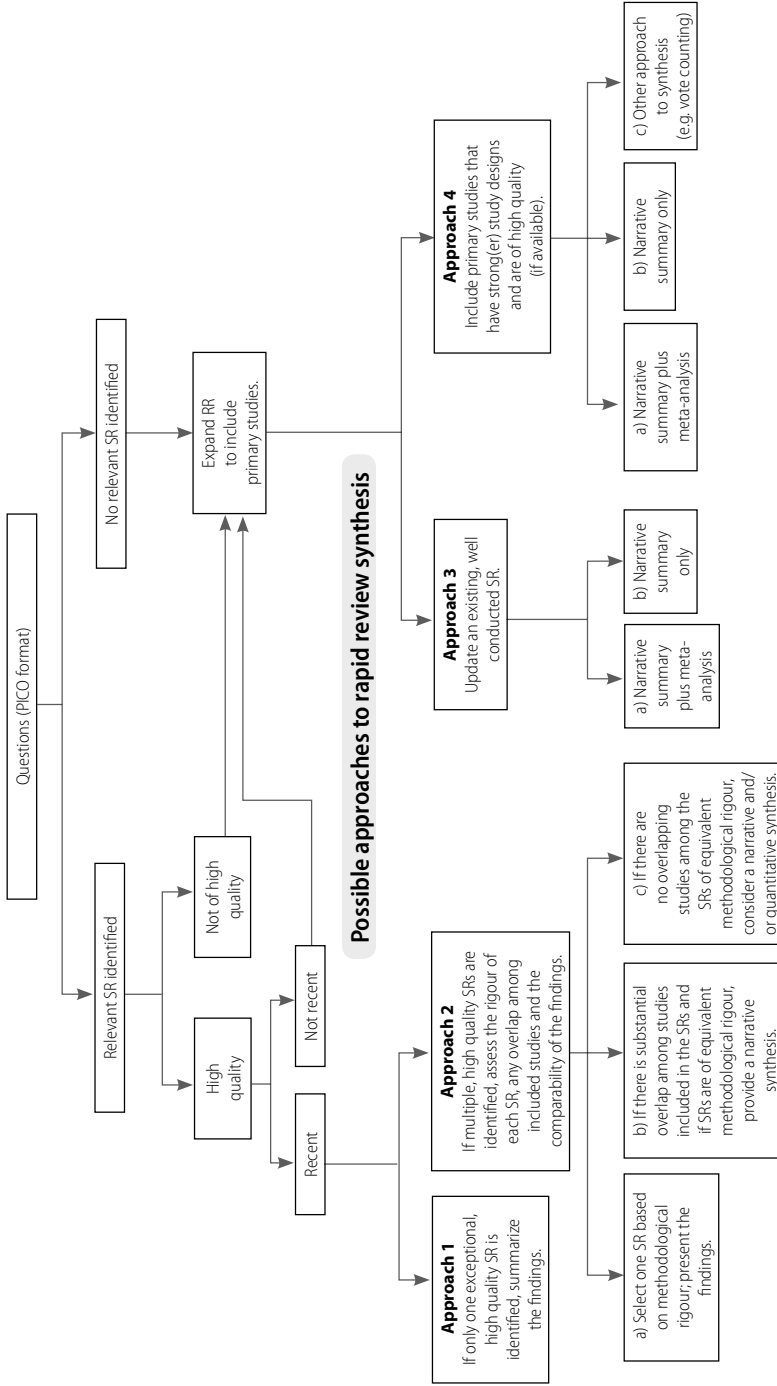 Questions (PICO format)
Relevant SR identified
No relevant SR identified
High
quality
Not of high
quality
Expand RR
to include
primary studies.
Recent
Not recent
Possible approaches to rapid review synthesis
Approach 1
If only one exceptional,
high quality SR is
identified, summarize
the findings.
Approach 2
If multiple, high quality SRs are
identified, assess the rigour of
each SR, any overlap among
included studies and the
comparability of the findings.
Approach 3
Update an existing, well
conducted SR.
Approach 4
Include primary studies that
have strong(er) study designs
and are of high quality
(if available).
a) Select one SR based
on methodological
rigour; present the
findings.
b) If there is substantial
overlap among studies
included in the SRs and
if SRs are of equivalent
methodological rigour,
provide a narrative
synthesis.
c) If there are
no overlapping
studies among the
SRs of equivalent
methodological rigour,
consider a narrative and/
or quantitative synthesis.
a) Narrative
summary
plus meta-
analysis
b) Narrative
summary
only
a) Narrative
summary plus
meta-analysis
b) Narrative
summary only
c) Other approach
to synthesis
(e.g. vote counting)